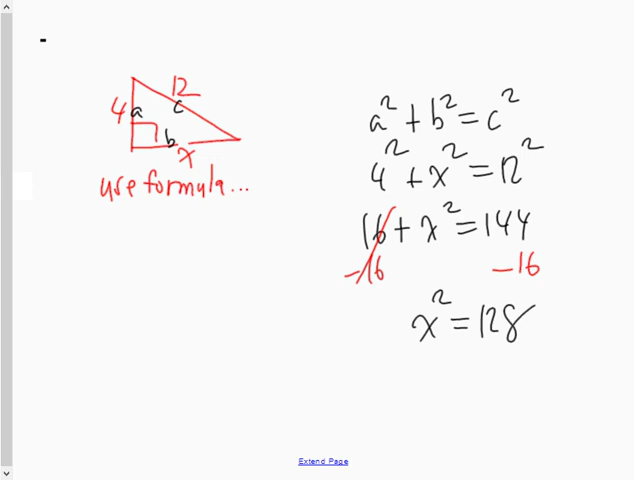 12
4 a c
b
x
use formula...
a² + b² = c²
4² + x² = 12²
16 + x² = 144
-16 -16
x² = 128
Extend Page